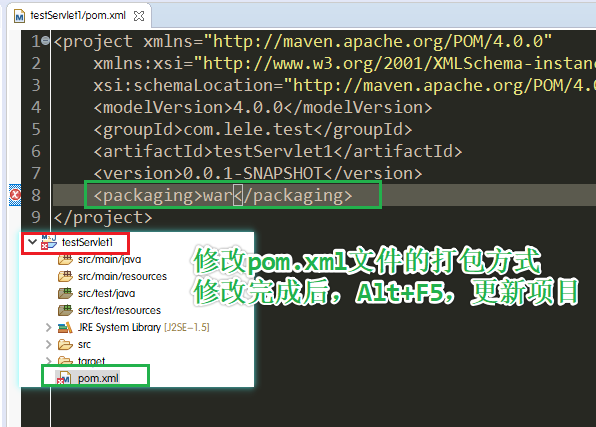 testServlet1/pom.xml
1 <project xmlns="http://maven.apache.org/POM/4.0.0"
2 xmlns:xsi="http://www.w3.org/2001/XMLSchema-instanc
3 xsi:schemaLocation="http://maven.apache.org/POM/4.0
4 <modelVersion>4.0.0</modelVersion>
5 <groupId>com.lele.test</groupId>
6 <artifactId>testServlet1</artifactId>
7 <version>0.0.1-SNAPSHOT</version>
8 <packaging>war</packaging>
9 </project>
testServlet1
src/main/java
src/main/resources
src/test/java
src/test/resources
JRE System Library [J2SE-1.5]
src
target
pom.xml
修改pom.xml文件的打包方式
修改完成后，Alt+F5，更新项目